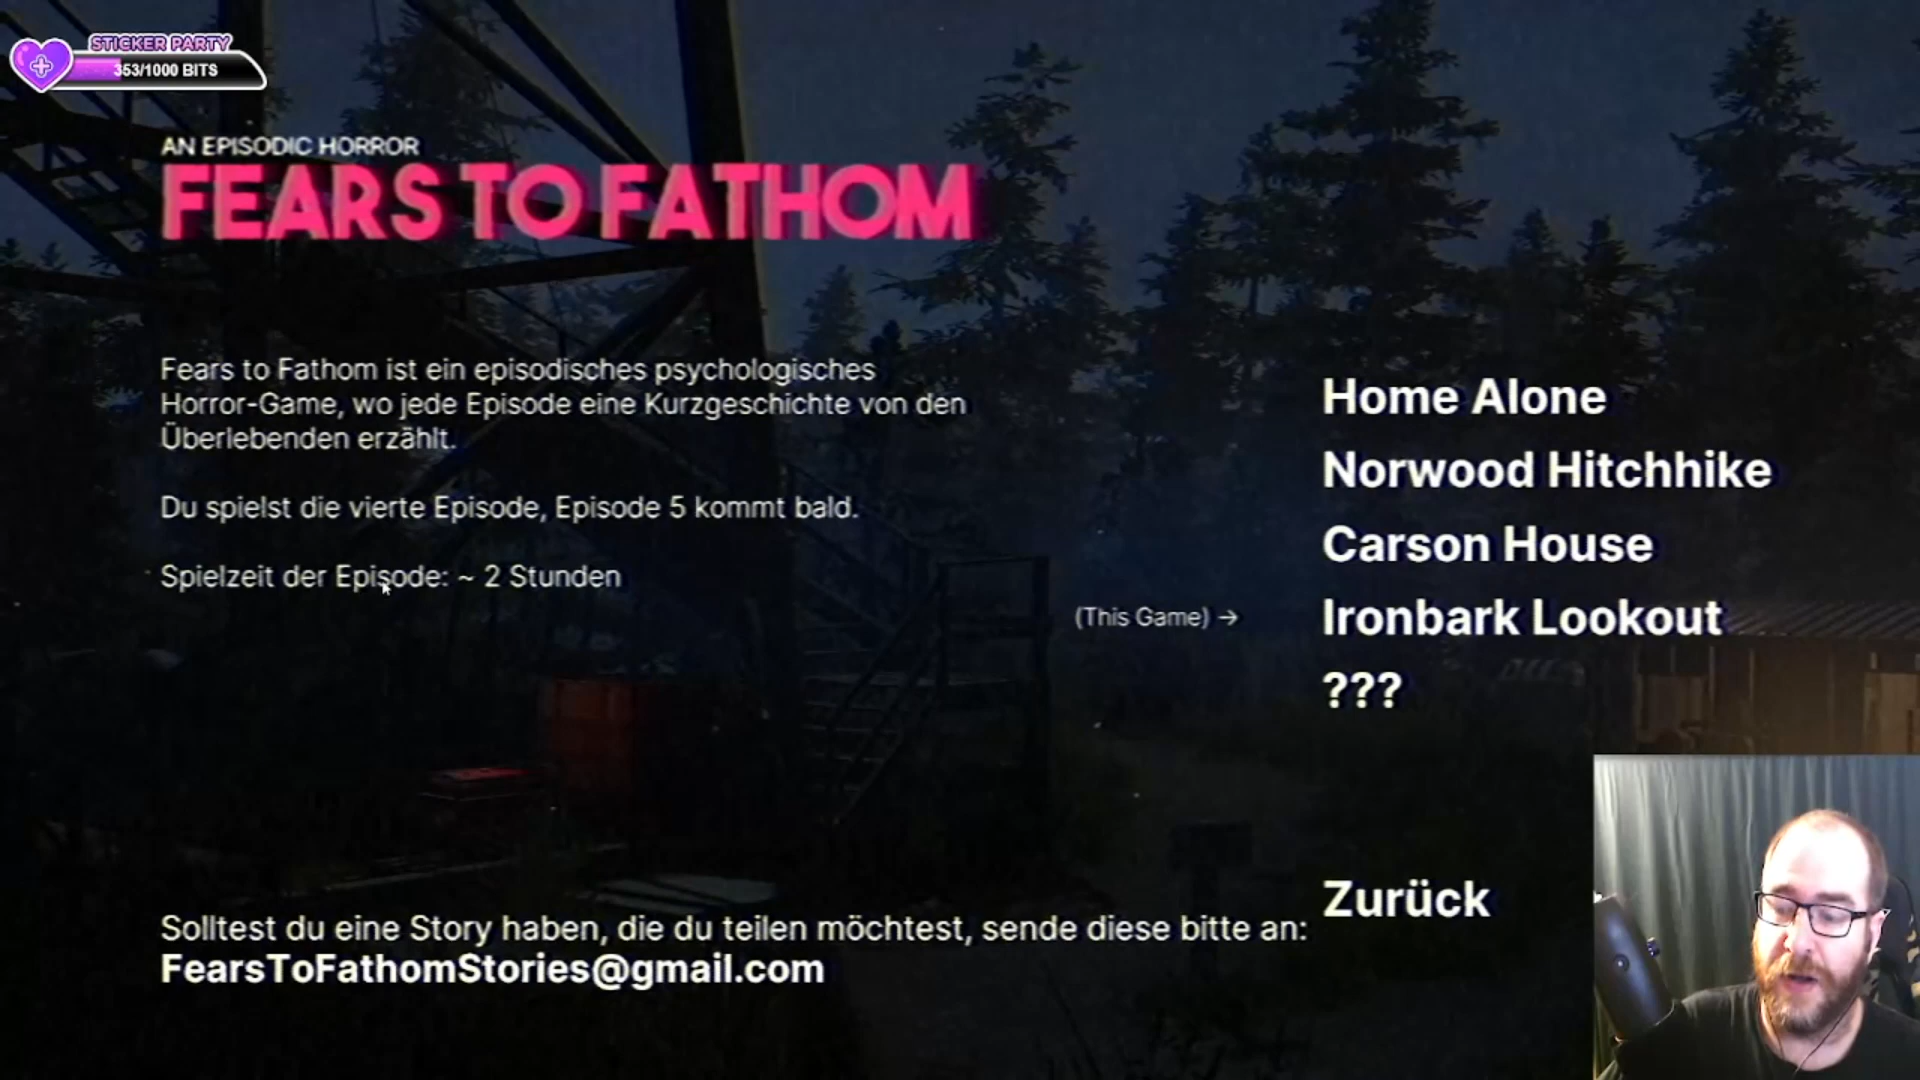 STICKER PARTY
353/1000 BITS
AN EPISODIC HORROR
FEARS TO FATHOM
Fears to Fathom ist ein episodisches psychologisches
Horror-Game, wo jede Episode eine Kurzgeschichte von den
Überlebenden erzählt.
Du spielst die vierte Episode, Episode 5 kommt bald.
Spielzeit der Episode: ~ 2 Stunden
Home Alone
Norwood Hitchhike
Carson House
(This Game) → Ironbark Lookout
???
Zurück
Solltest du eine Story haben, die du teilen möchtest, sende diese bitte an:
FearsToFathomStories@gmail.com